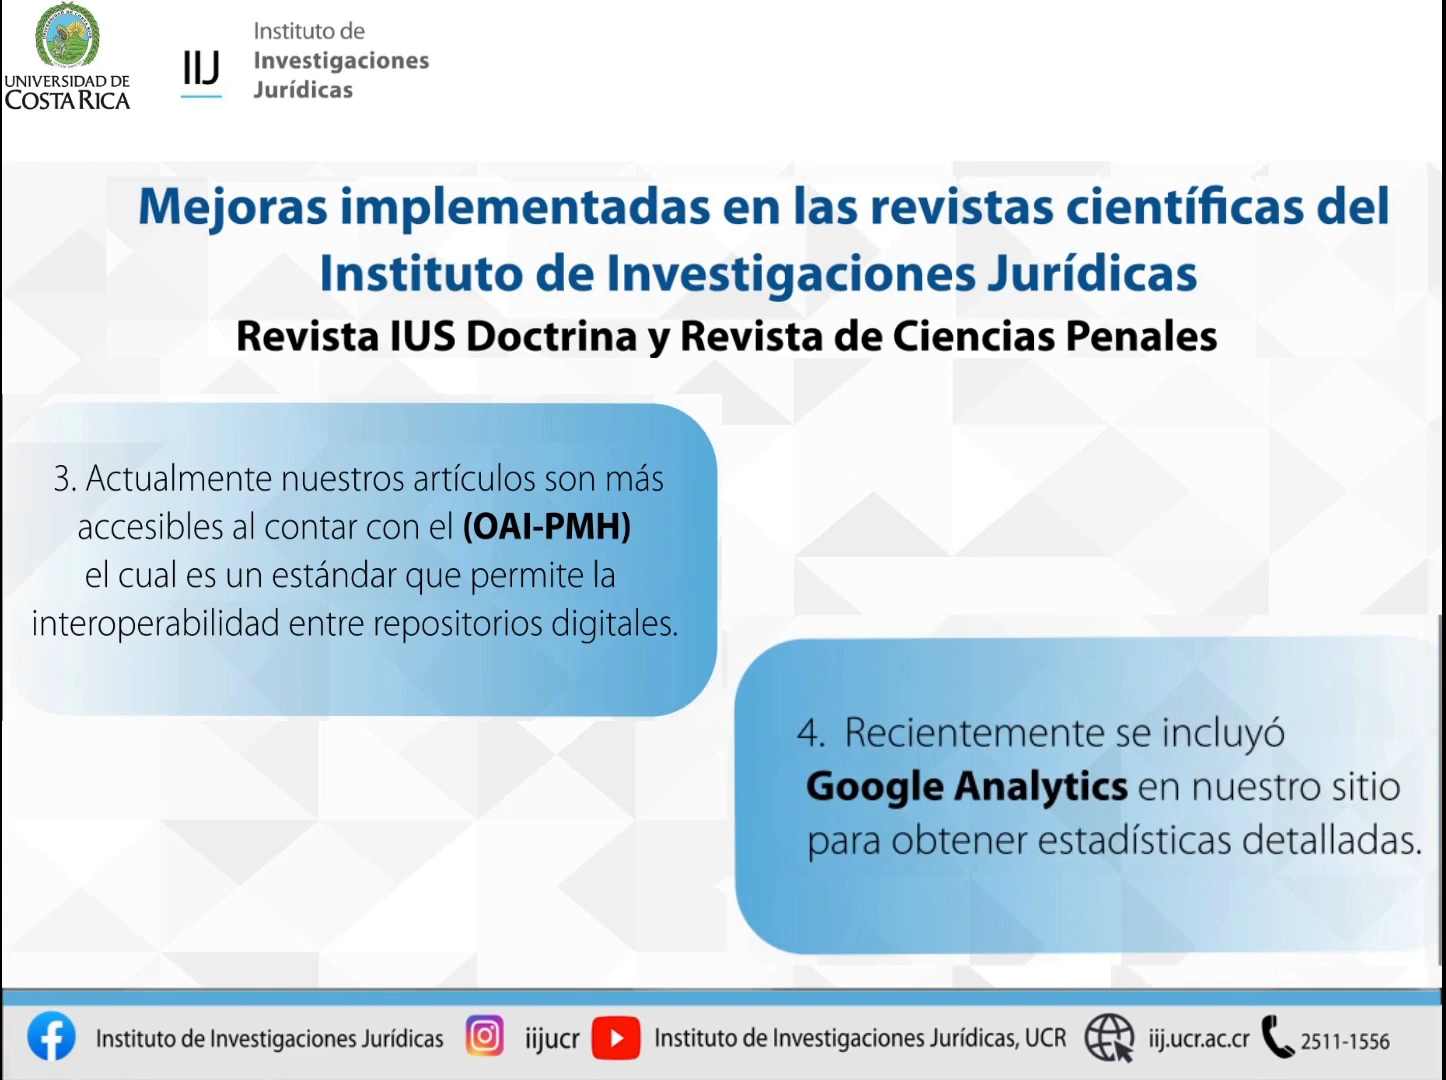 UNIVERSIDAD DE
COSTA RICA
IIJ
Instituto de
Investigaciones
Jurídicas
Mejoras implementadas en las revistas científicas del
Instituto de Investigaciones Jurídicas
Revista IUS Doctrina y Revista de Ciencias Penales
3. Actualmente nuestros artículos son más
accesibles al contar con el (OAI-PMH)
el cual es un estándar que permite la
interoperabilidad entre repositorios digitales.
4. Recientemente se incluyó
Google Analytics en nuestro sitio
para obtener estadísticas detalladas.
Instituto de Investigaciones Jurídicas
iijucr
Instituto de Investigaciones Jurídicas, UCR
iij.ucr.ac.cr
2511-1556